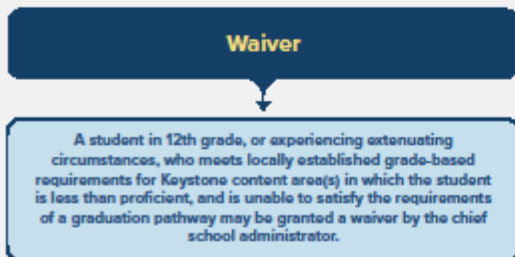 Waiver
A student in 12th grade, or experiencing extenuating
circumstances, who meets locally established grade-based
requirements for Keystone content area(s) in which the student
is less than proficient, and is unable to satisfy the requirements
of a graduation pathway may be granted a waiver by the chief
school administrator.